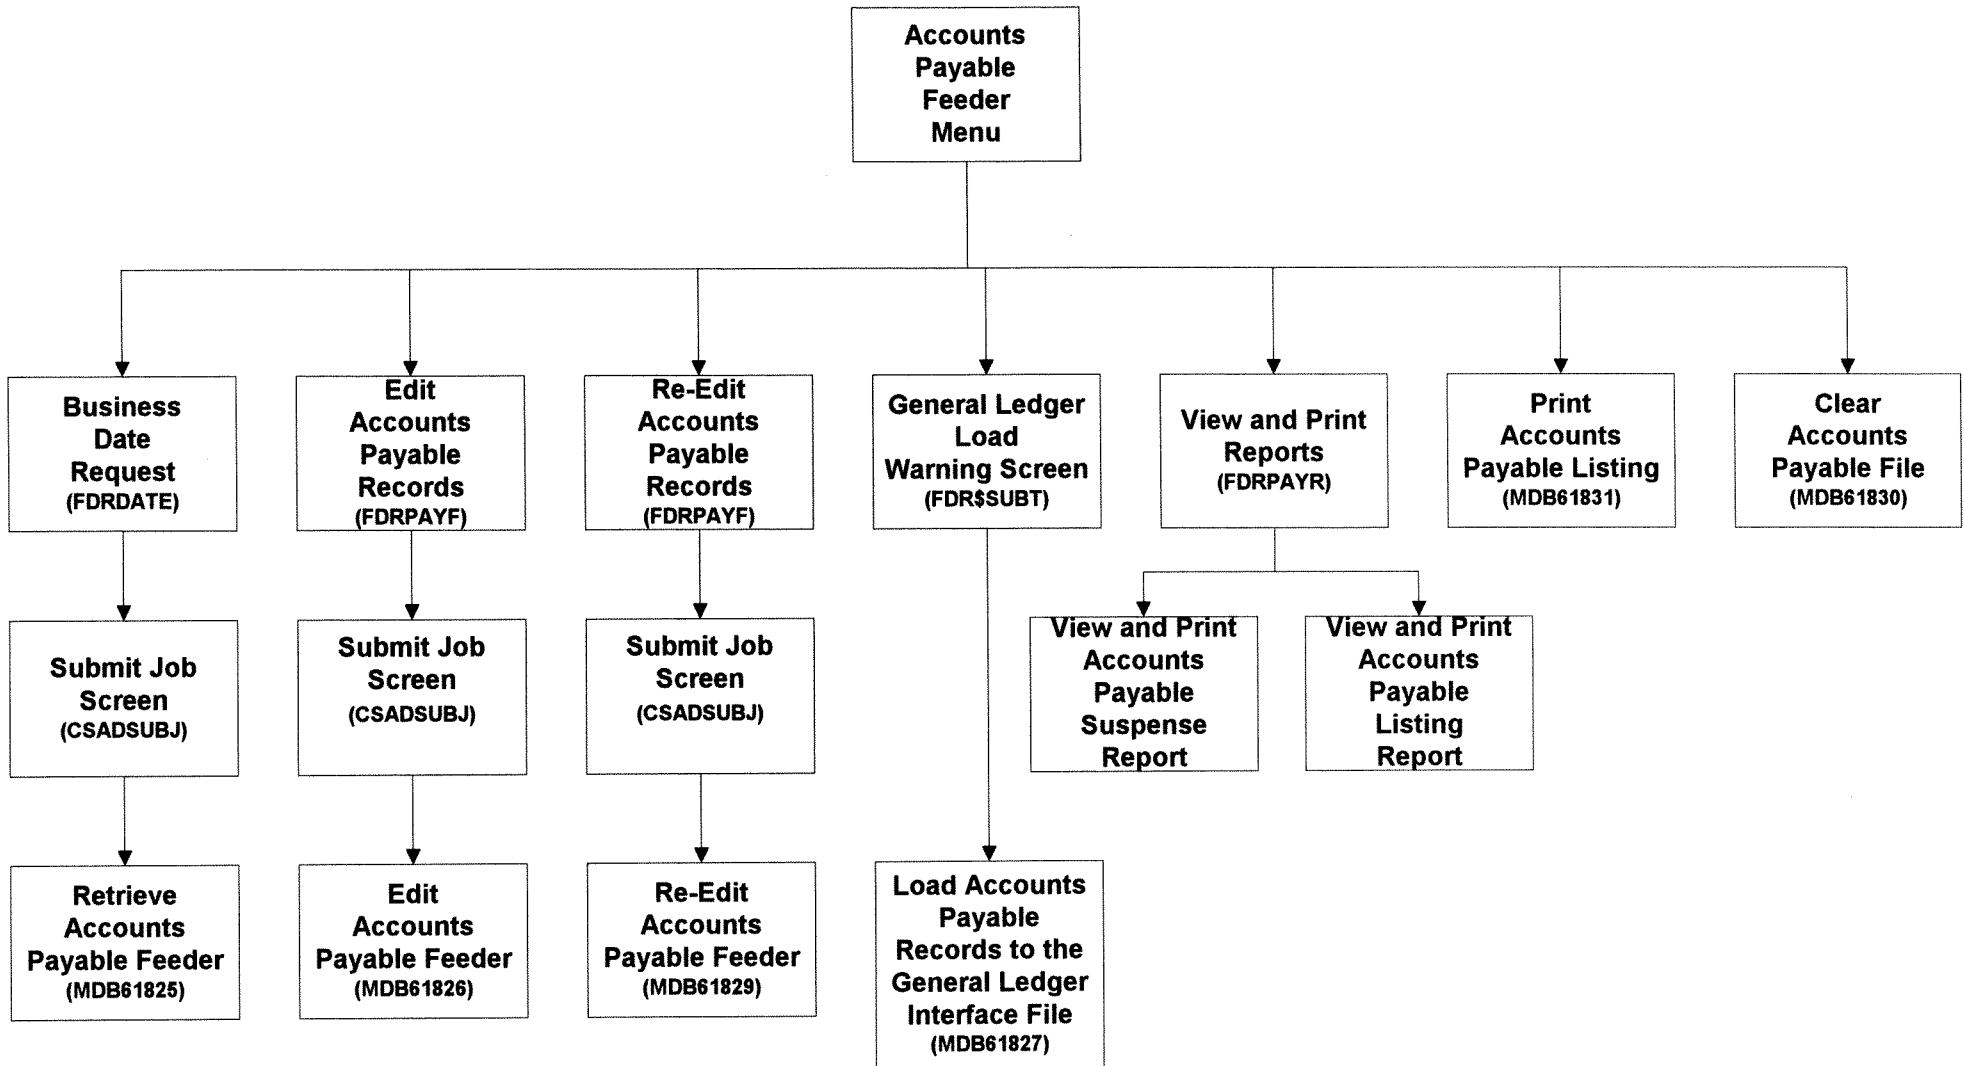 Accounts
Payable
Feeder
Menu
Business
Date
Request
(FDRDATE)
Edit
Accounts
Payable
Records
(FDRPAYF)
Re-Edit
Accounts
Payable
Records
(FDRPAYF)
General Ledger
Load
Warning Screen
(FDR$SUBT)
View and Print
Reports
(FDRPAYR)
Print
Accounts
Payable Listing
(MDB61831)
Clear
Accounts
Payable File
(MDB61830)
Submit Job
Screen
(CSADSUBJ)
Submit Job
Screen
(CSADSUBJ)
Submit Job
Screen
(CSADSUBJ)
View and Print
Accounts
Payable
Suspense
Report
View and Print
Accounts
Payable
Listing
Report
Retrieve
Accounts
Payable Feeder
(MDB61825)
Edit
Accounts
Payable Feeder
(MDB61826)
Re-Edit
Accounts
Payable Feeder
(MDB61829)
Load Accounts
Payable
Records to the
General Ledger
Interface File
(MDB61827)